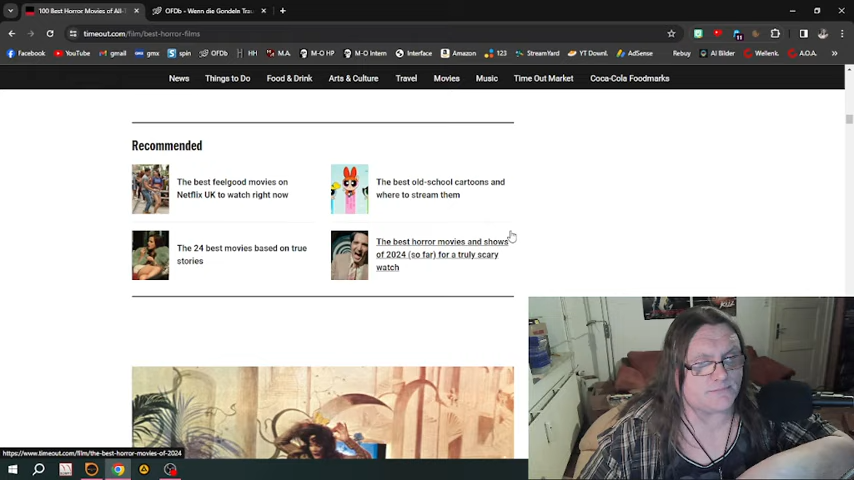 100 Best Horror Movies of All-T
OFDb - Wenn die Gondeln Tra
timeout.com/film/best-horror-films
Facebook YouTube gmail gmx spin OFDb HH M.A. M-O HP M-O Intern Interface Amazon 123 StreamYard YT Downl. AdSense Rebuy AI Bilder Wellenk. A.O.A.
News Things to Do Food & Drink Arts & Culture Travel Movies Music Time Out Market Coca-Cola Foodmarks
Recommended
The best feelgood movies on
Netflix UK to watch right now
The best old-school cartoons and
where to stream them
The 24 best movies based on true
stories
The best horror movies and shows
of 2024 (so far) for a truly scary
watch
https://www.timeout.com/film/the-best-horror-movies-of-2024